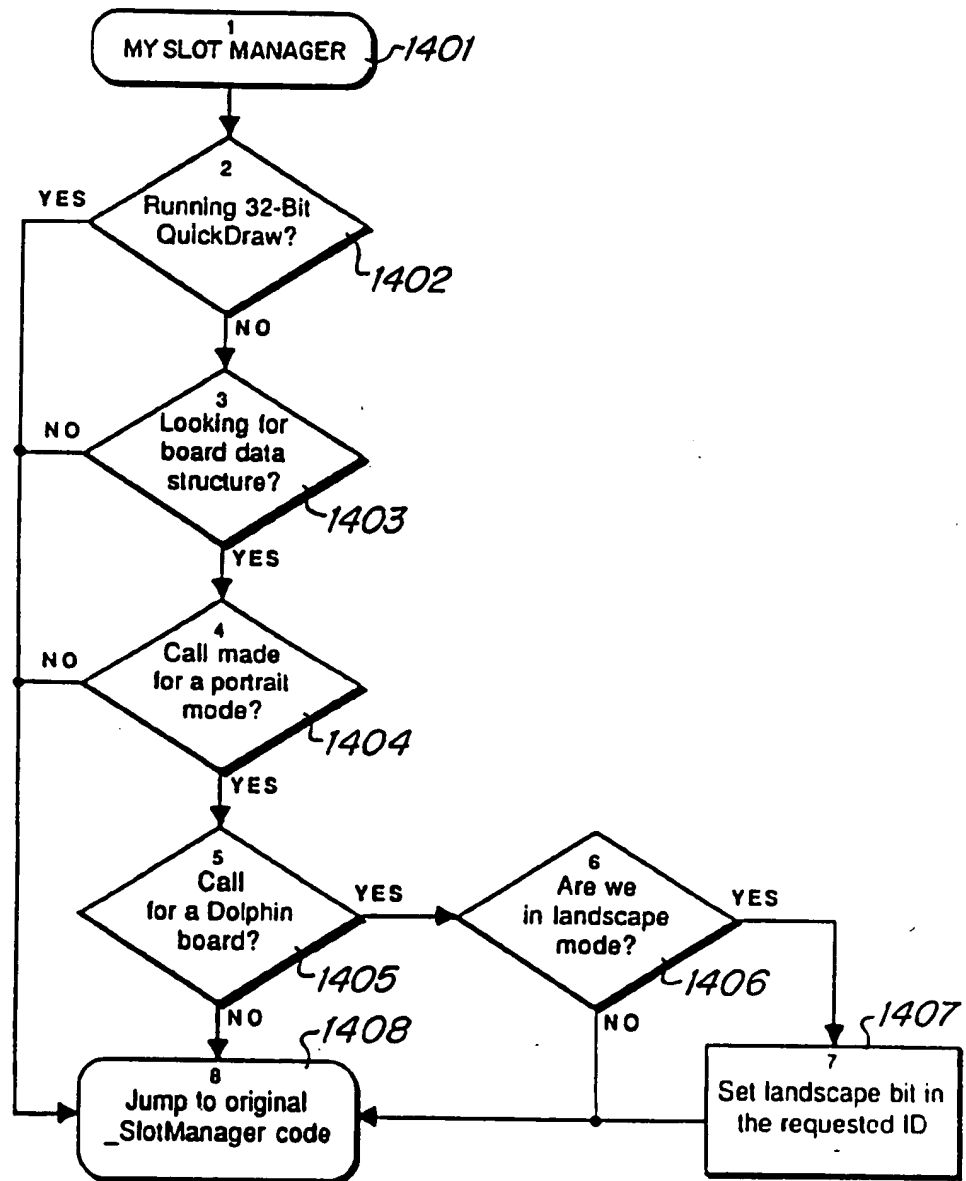 1
MY SLOT MANAGER
1401
2
Running 32-Bit
QuickDraw?
1402
YES
NO
3
Looking for
board data
structure?
1403
NO
YES
4
Call made
for a portrait
mode?
1404
NO
YES
5
Call
for a Dolphin
board?
1405
YES
NO
6
Are we
in landscape
mode?
1406
YES
NO
1407
7
Set landscape bit in
the requested ID
1408
8
Jump to original
_SlotManager code